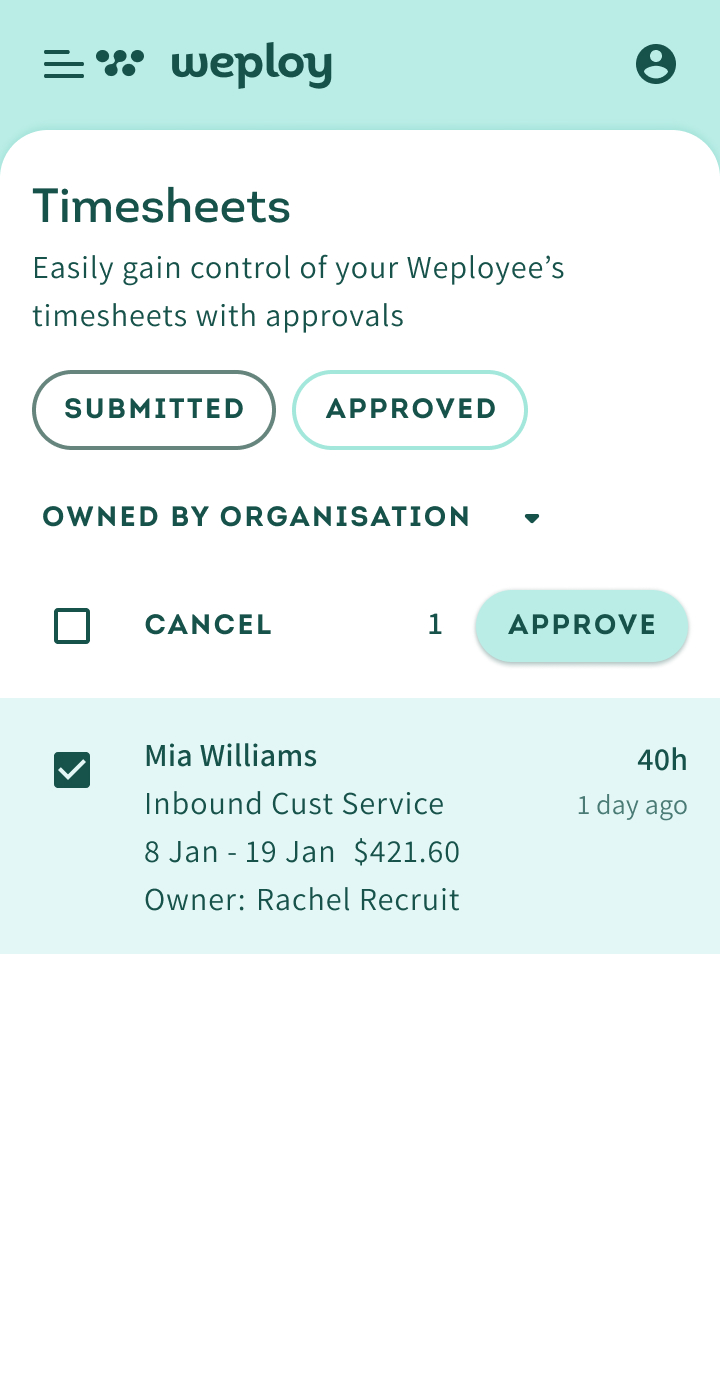 weploy
Timesheets
Easily gain control of your Weployee’s
timesheets with approvals
SUBMITTED APPROVED
OWNED BY ORGANISATION
CANCEL 1 APPROVE
Mia Williams 40h
Inbound Cust Service 1 day ago
8 Jan - 19 Jan $421.60
Owner: Rachel Recruit